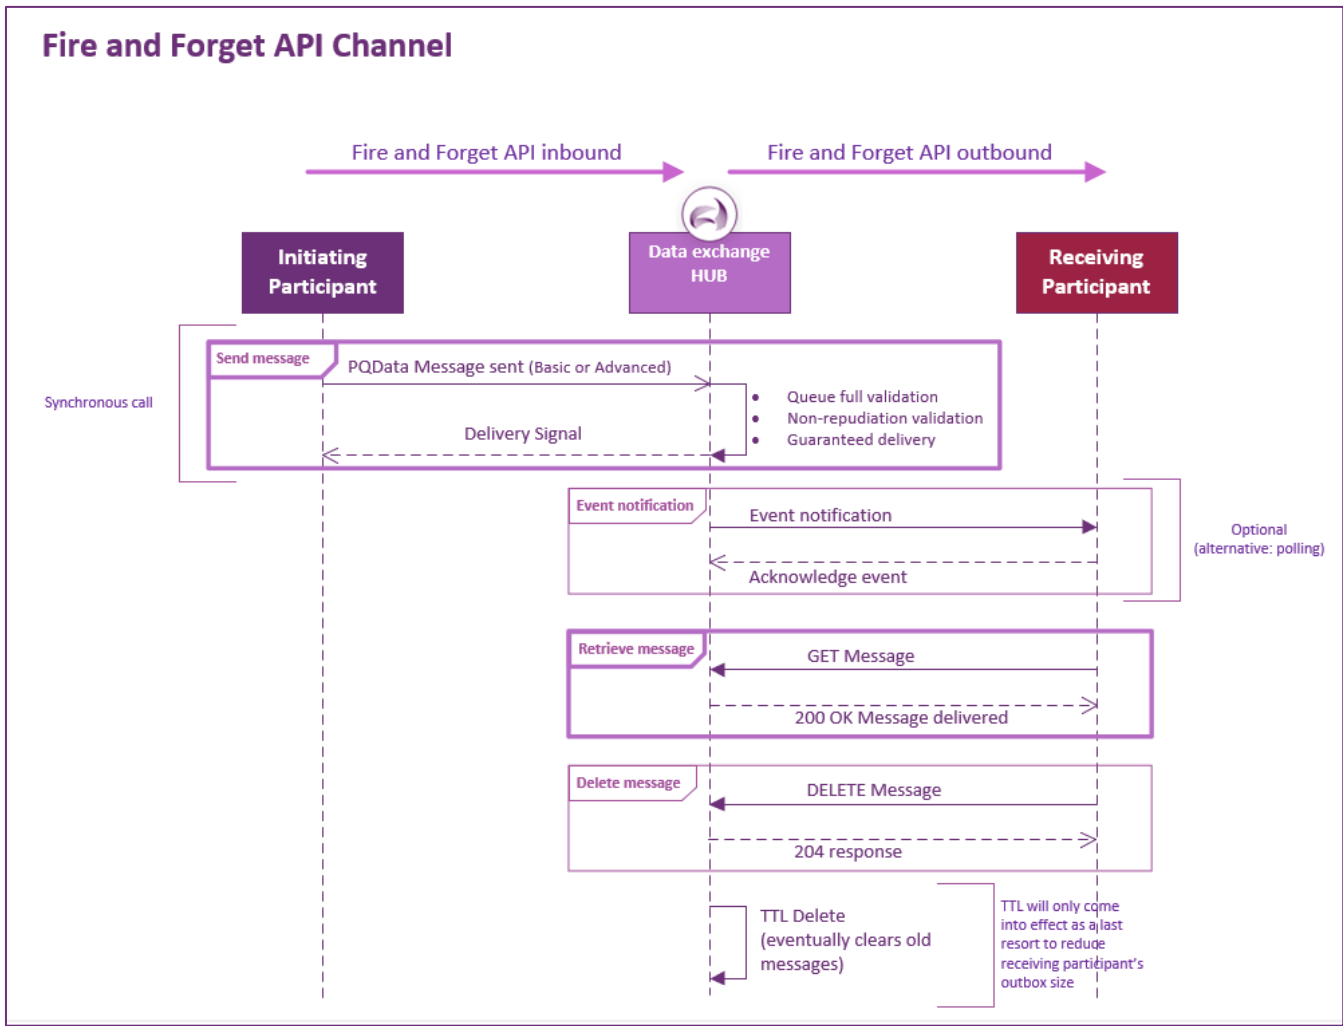 Fire and Forget API Channel
Fire and Forget API inbound
Fire and Forget API outbound
Initiating
Participant
Data exchange
HUB
Receiving
Participant
Send message
PQData Message sent (Basic or Advanced)
Synchronous call
• Queue full validation
• Non-repudiation validation
• Guaranteed delivery
Delivery Signal
Event notification
Event notification
Optional
(alternative: polling)
Acknowledge event
Retrieve message
GET Message
200 OK Message delivered
Delete message
DELETE Message
204 response
TTL Delete
(eventually clears old
messages)
TTL will only come
into effect as a last
resort to reduce
receiving participant's
outbox size